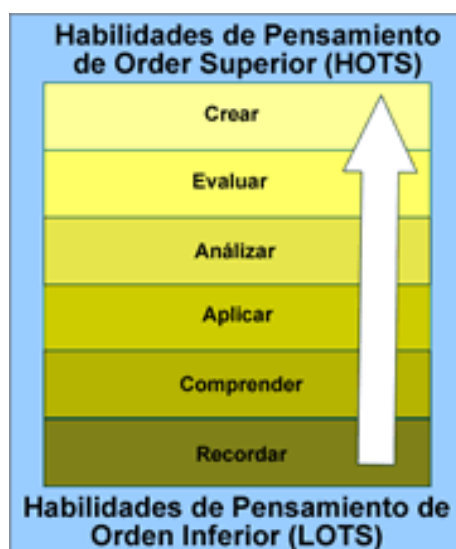 Habilidades de Pensamiento
de Order Superior (HOTS)
Crear
Evaluar
Análizar
Aplicar
Comprender
Recordar
Habilidades de Pensamiento de
Orden Inferior (LOTS)